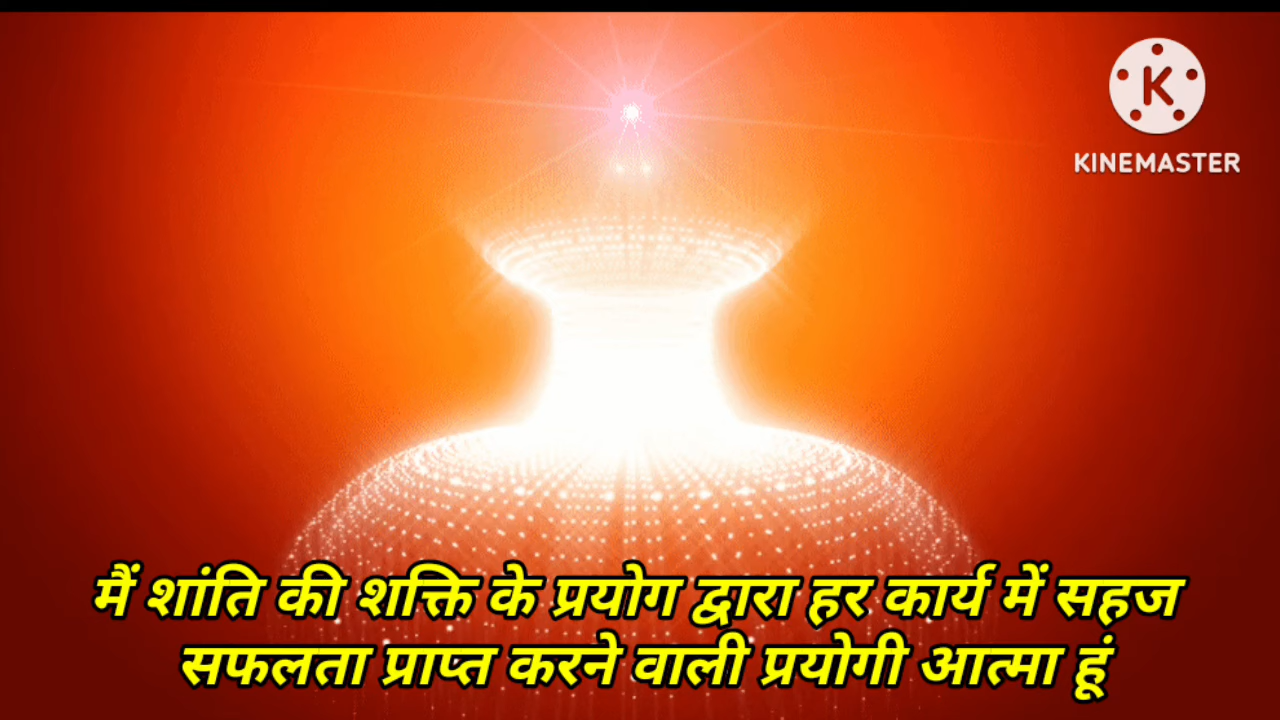 K
KINEMASTER
मैं शांति की शक्ति के प्रयोग द्वारा हर कार्य में सहज
सफलता प्राप्त करने वाली प्रयोगी आत्मा हूं